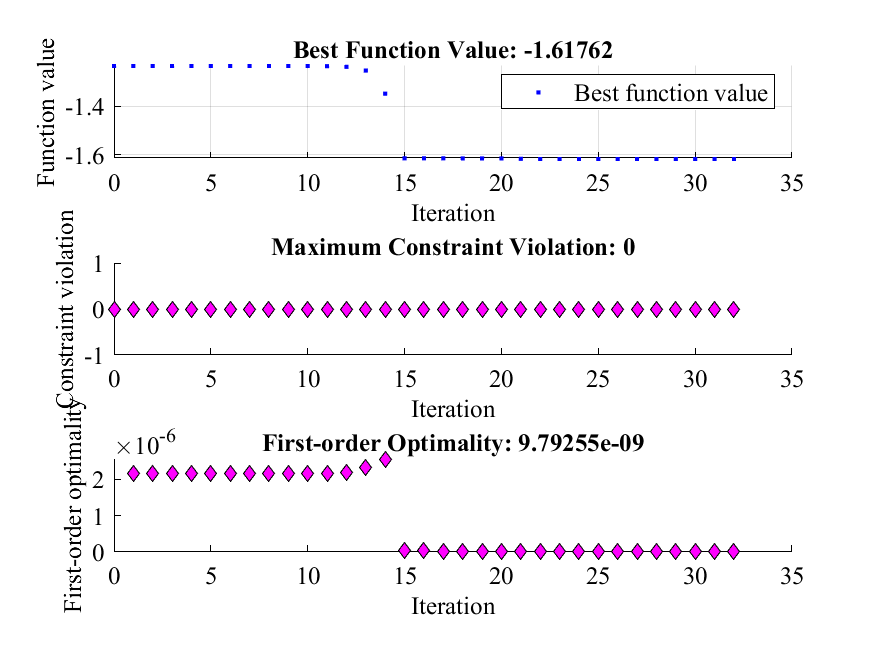 Best Function Value: -1.61762
Function value
-1.4
-1.6
Best function value
0 5 10 15 20 25 30 35
Iteration
Maximum Constraint Violation: 0
Constraint violation
1
0
-1
0 5 10 15 20 25 30 35
Iteration
First-order Optimality: 9.79255e-09
×10-6
First-order optimality
2
1
0
0 5 10 15 20 25 30 35
Iteration